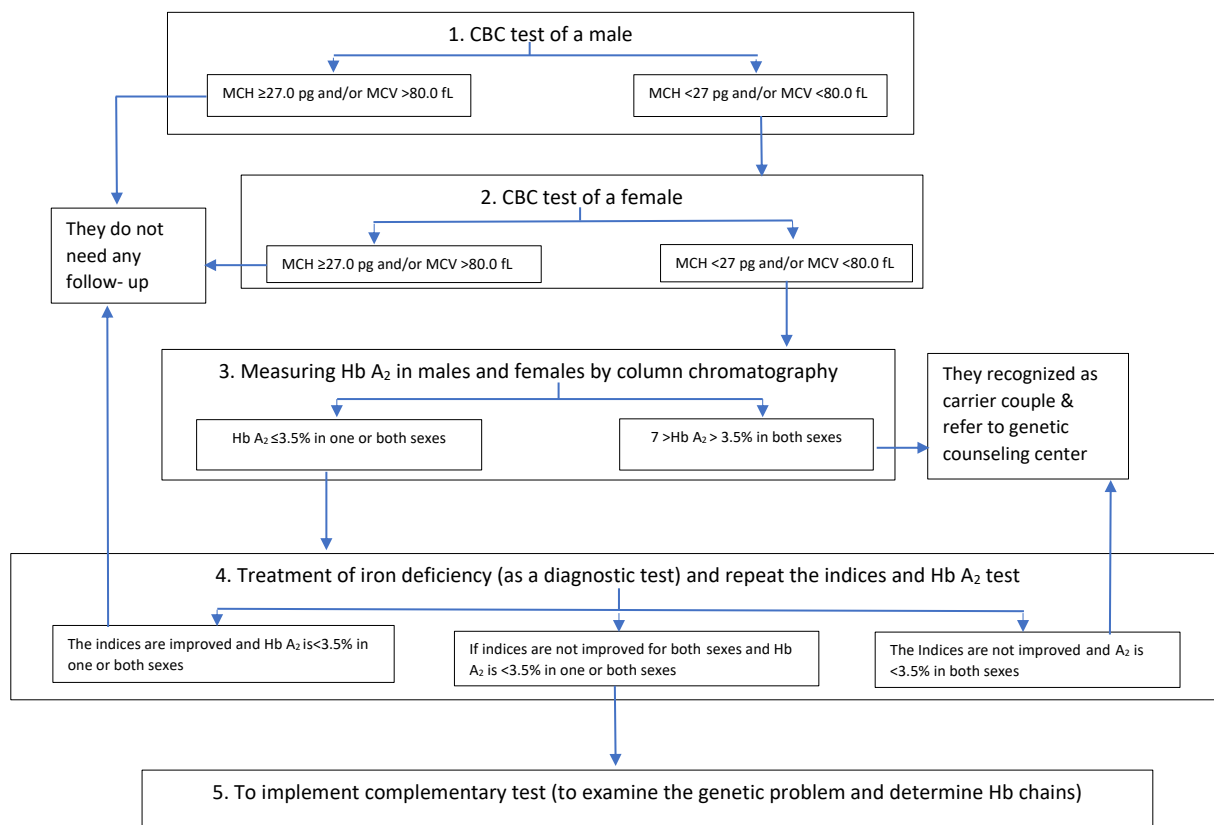 1. CBC test of a male
MCH ≥27.0 pg and/or MCV >80.0 fL
MCH <27 pg and/or MCV <80.0 fL
2. CBC test of a female
They do not
need any
follow- up
MCH ≥27.0 pg and/or MCV >80.0 fL
MCH <27 pg and/or MCV <80.0 fL
3. Measuring Hb A₂ in males and females by column chromatography
They recognized as
carrier couple &
refer to genetic
counseling center
Hb A₂ ≤3.5% in one or both sexes
7 >Hb A₂ > 3.5% in both sexes
4. Treatment of iron deficiency (as a diagnostic test) and repeat the indices and Hb A₂ test
The indices are improved and Hb A₂ is<3.5% in
one or both sexes
If indices are not improved for both sexes and Hb
A₂ is <3.5% in one or both sexes
The Indices are not improved and A₂ is
<3.5% in both sexes
5. To implement complementary test (to examine the genetic problem and determine Hb chains)